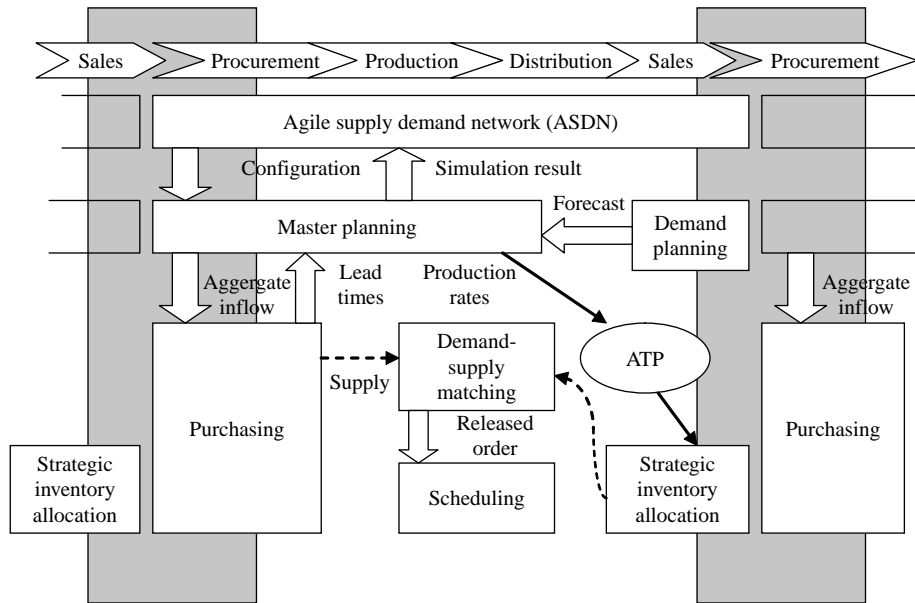 Sales
Procurement
Production
Distribution
Sales
Procurement
Agile supply demand network (ASDN)
Configuration
Simulation result
Forecast
Master planning
Demand
planning
Aggergate
inflow
Lead
times
Production
rates
Aggergate
inflow
Demand-
supply
matching
ATP
Supply
Purchasing
Released
order
Purchasing
Strategic
inventory
allocation
Scheduling
Strategic
inventory
allocation